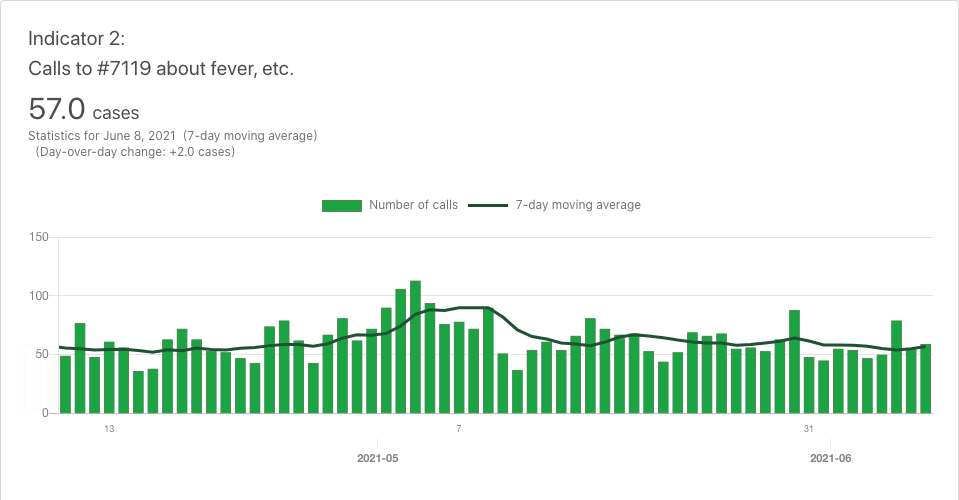 Indicator 2:
Calls to #7119 about fever, etc.
57.0 cases
Statistics for June 8, 2021 (7-day moving average)
(Day-over-day change: +2.0 cases)
Number of calls 7-day moving average
150
100
50
0
13 7 31
2021-05 2021-06